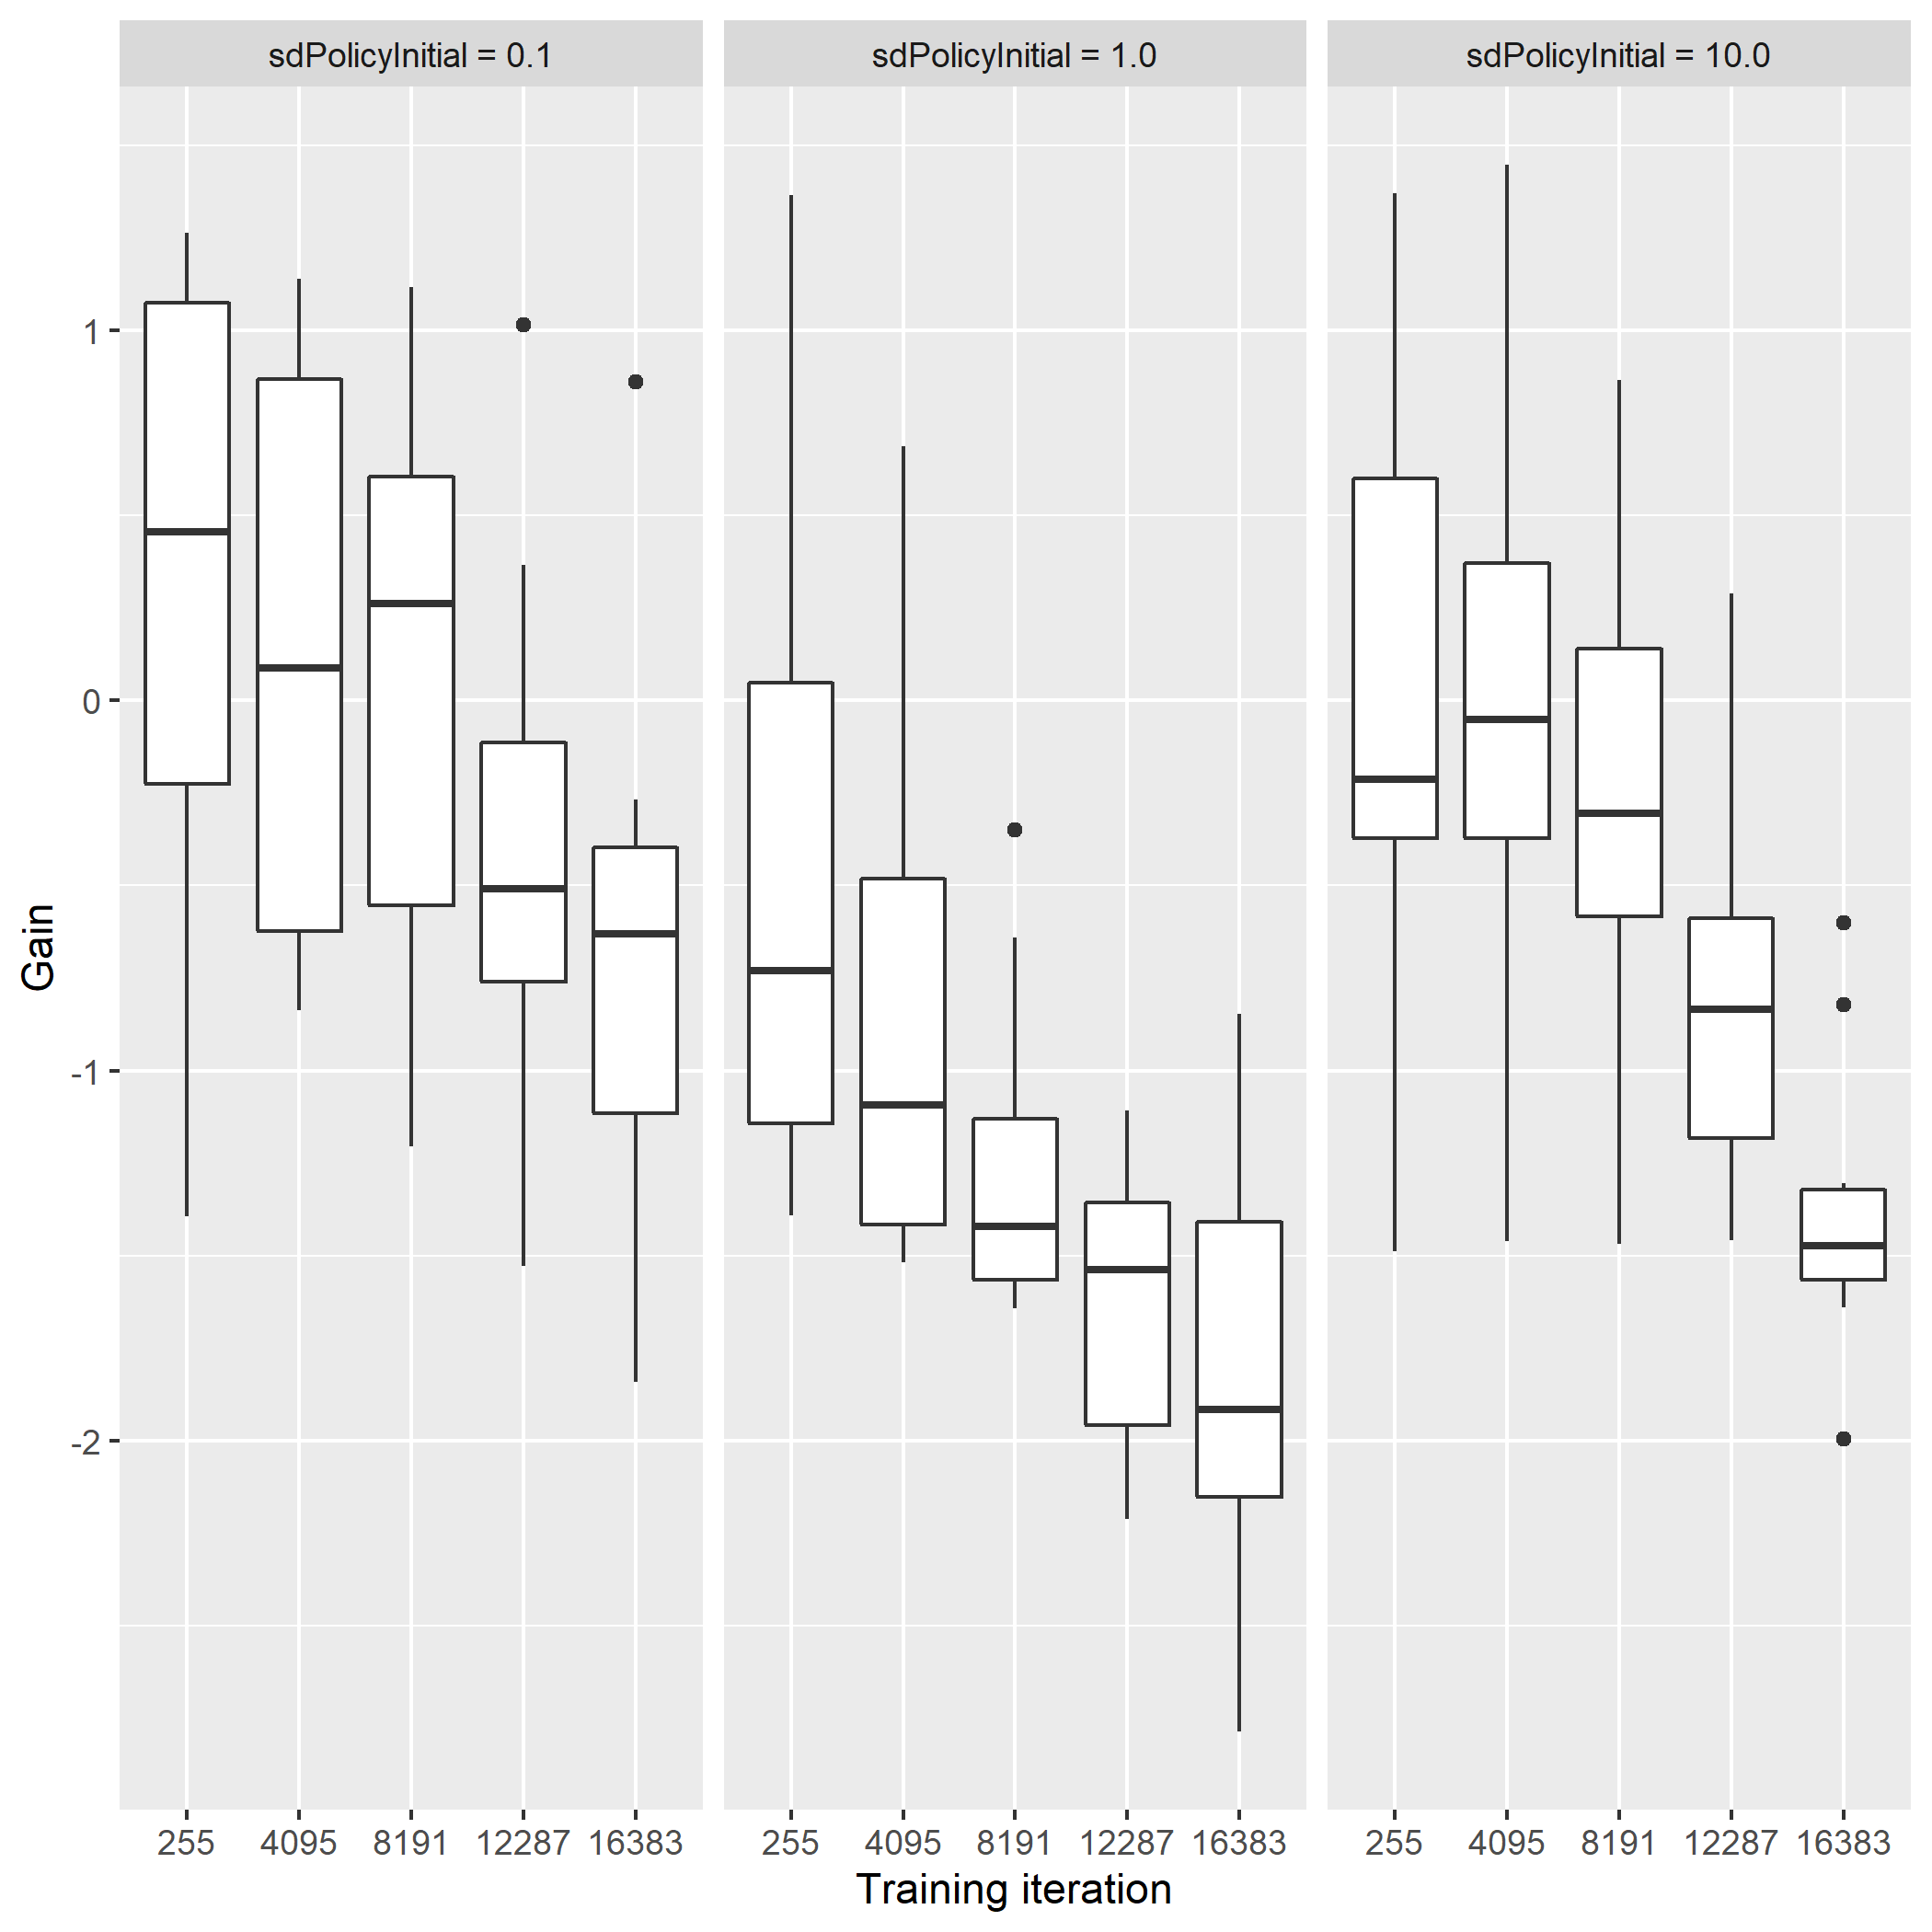 sdPolicyInitial = 0.1 sdPolicyInitial = 1.0 sdPolicyInitial = 10.0
1
0
-1
-2
Gain
255 4095 8191 12287 16383 255 4095 8191 12287 16383 255 4095 8191 12287 16383
Training iteration